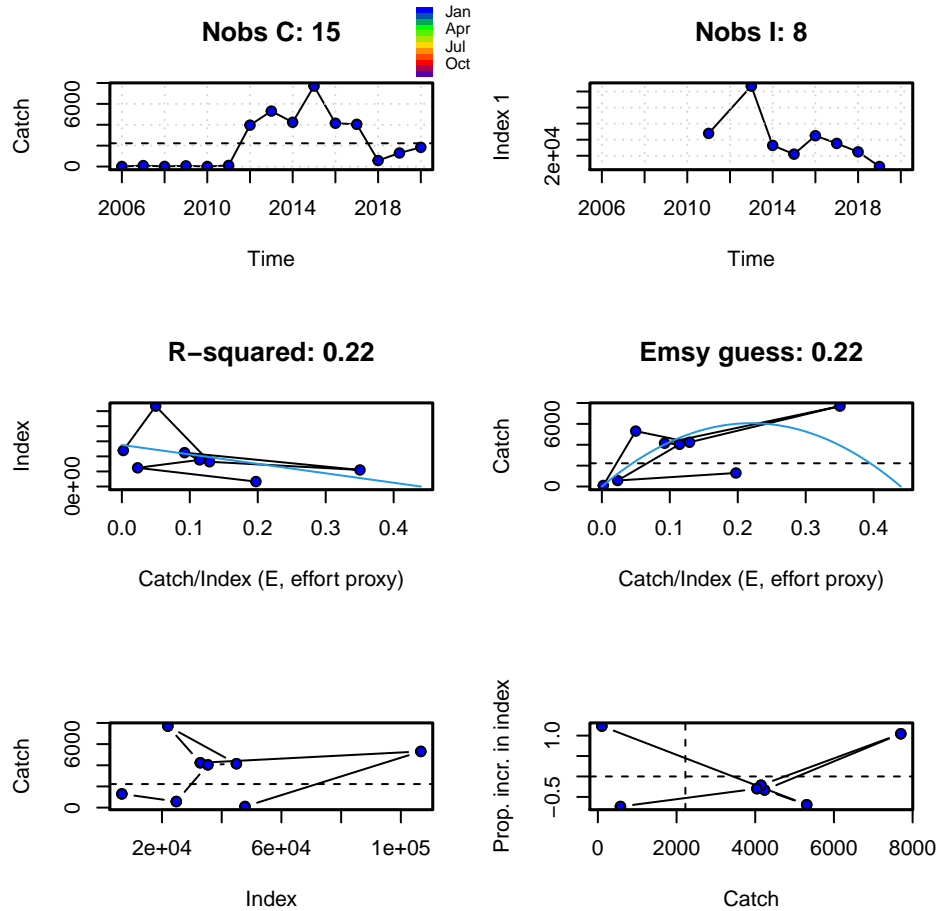 Nobs C: 15
Jan
Apr
Jul
Oct
Catch
0
6000
2006
2010
2014
2018
Time
Nobs I: 8
Index 1
2e+04
2006
2010
2014
2018
Time
R−squared: 0.22
Index
0e+00
0.0
0.1
0.2
0.3
0.4
Catch/Index (E, effort proxy)
Emsy guess: 0.22
Catch
0
6000
0.0
0.1
0.2
0.3
0.4
Catch/Index (E, effort proxy)
Catch
0
6000
2e+04
6e+04
1e+05
Index
Prop. incr. in index
−0.5
1.0
0
2000
4000
6000
8000
Catch